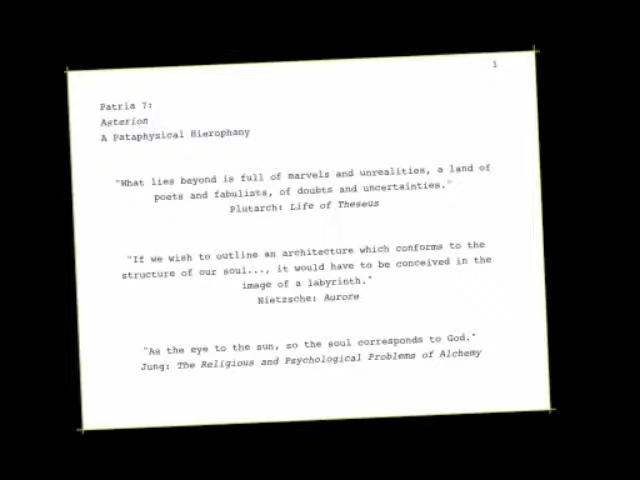 1
Patria 7:
Asterion
A Pataphysical Hierophany
"What lies beyond is full of marvels and unrealities, a land of
poets and fabulists, of doubts and uncertainties."
Plutarch: Life of Theseus
"If we wish to outline an architecture which conforms to the
structure of our soul..., it would have to be conceived in the
image of a labyrinth."
Nietzsche: Aurore
"As the eye to the sun, so the soul corresponds to God."
Jung: The Religious and Psychological Problems of Alchemy